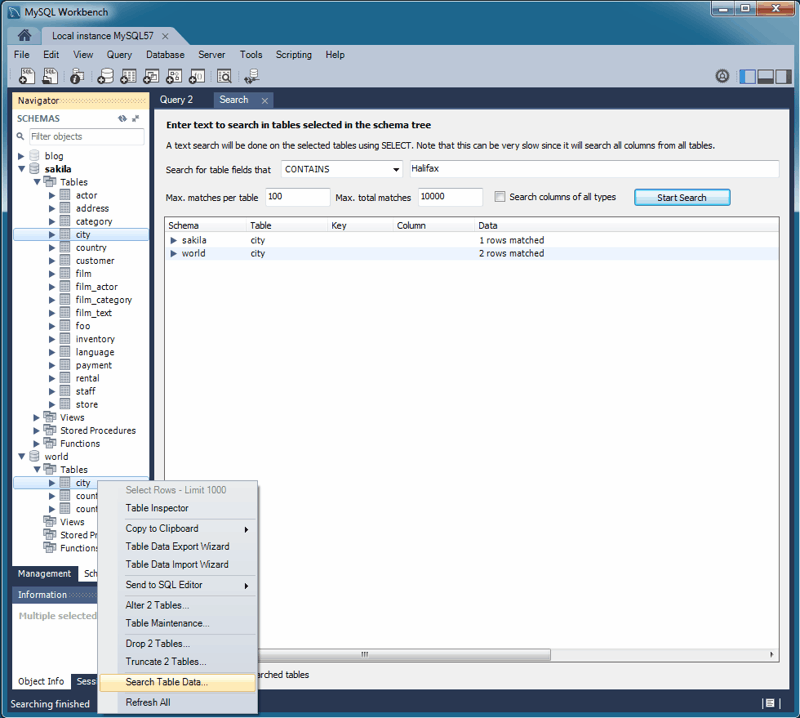 MySQL Workbench
Local instance MySQL57
File Edit View Query Database Server Tools Scripting Help
Navigator
SCHEMAS
Filter objects
blog
sakila
Tables
actor
address
category
city
country
customer
film
film_actor
film_category
film_text
foo
inventory
language
payment
rental
staff
store
Views
Stored Procedures
Functions
world
Tables
city
Views
Functions
Management
Information
Multiple selected
Object Info
Searching finished
Query 2 Search
Enter text to search in tables selected in the schema tree
A text search will be done on the selected tables using SELECT. Note that this can be very slow since it will search all columns from all tables.
Search for table fields that CONTAINS Halifax
Max. matches per table 100 Max. total matches 10000 Search columns of all types Start Search
Schema Table Key Column Data
sakila city 1 rows matched
world city 2 rows matched
tables
Select Rows - Limit 1000
Table Inspector
Copy to Clipboard
Table Data Export Wizard
Table Data Import Wizard
Send to SQL Editor
Alter 2 Tables...
Table Maintenance...
Drop 2 Tables...
Truncate 2 Tables...
Search Table Data...
Refresh All